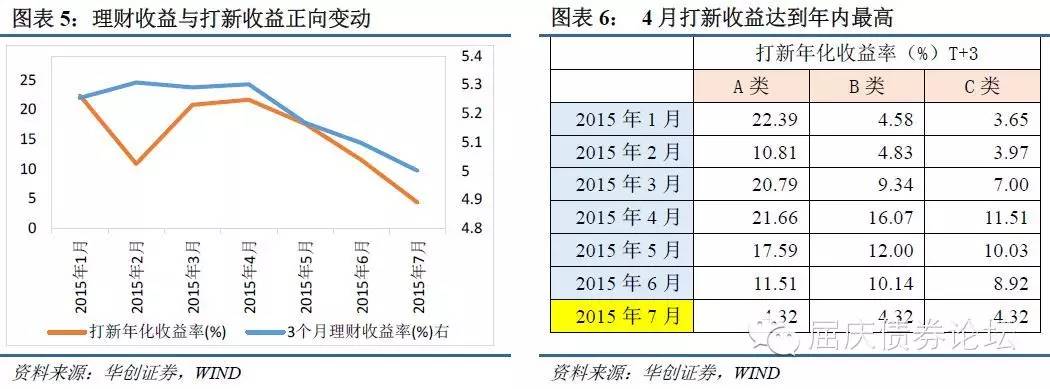 图表 5：理财收益与打新收益正向变动
25
20
15
10
5
0
5.4
5.3
5.2
5.1
5
4.9
4.8
2015年1月
2015年2月
2015年3月
2015年4月
2015年5月
2015年6月
2015年7月
打新年化收益率(%)
3个月理财收益率(%)右
资料来源：华创证券，WIND
图表 6： 4 月打新收益达到年内最高
打新年化收益率（%）T+3
A 类 B 类 C 类
2015 年 1 月 22.39 4.58 3.65
2015 年 2 月 10.81 4.83 3.97
2015 年 3 月 20.79 9.34 7.00
2015 年 4 月 21.66 16.07 11.51
2015 年 5 月 17.59 12.00 10.03
2015 年 6 月 11.51 10.14 8.92
2015 年 7 月 4.32 4.32 4.32
屈庆债券论坛
资料来源：华创证券，WIND